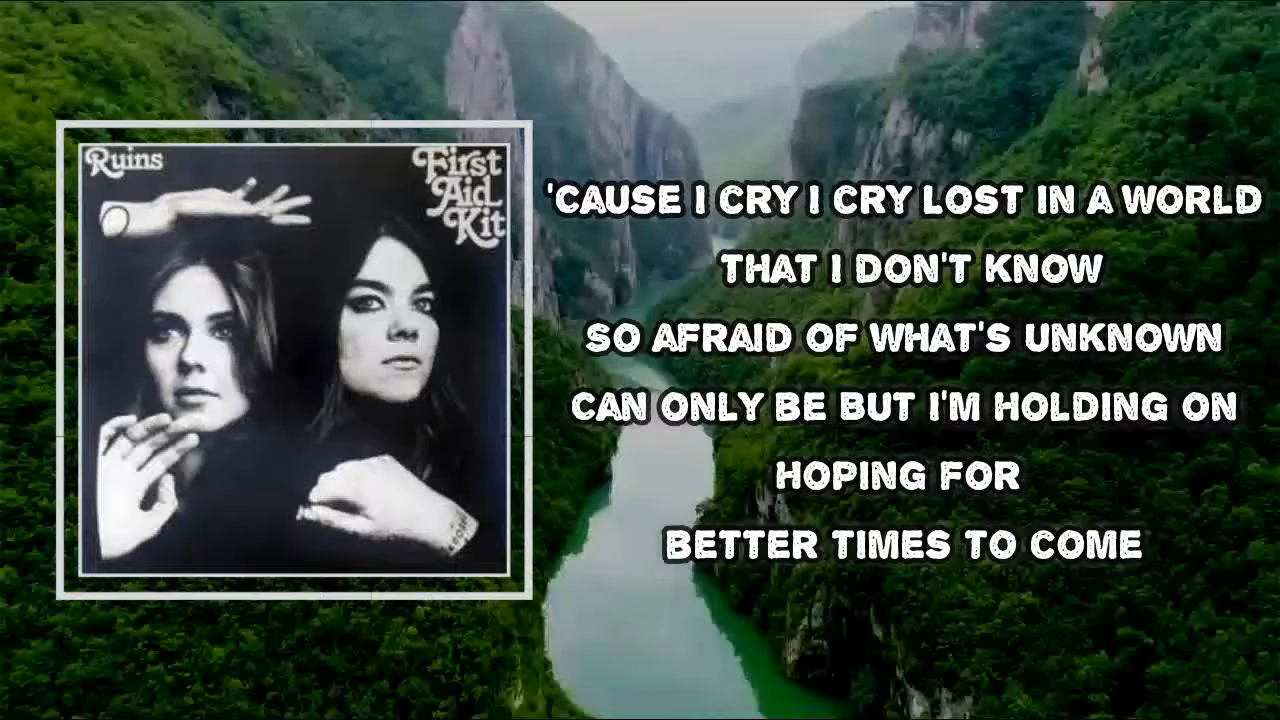 Ruins
First
Aid
Kit
'CAUSE I CRY I CRY LOST IN A WORLD
THAT I DON'T KNOW
SO AFRAID OF WHAT'S UNKNOWN
CAN ONLY BE BUT I'M HOLDING ON
HOPING FOR
BETTER TIMES TO COME